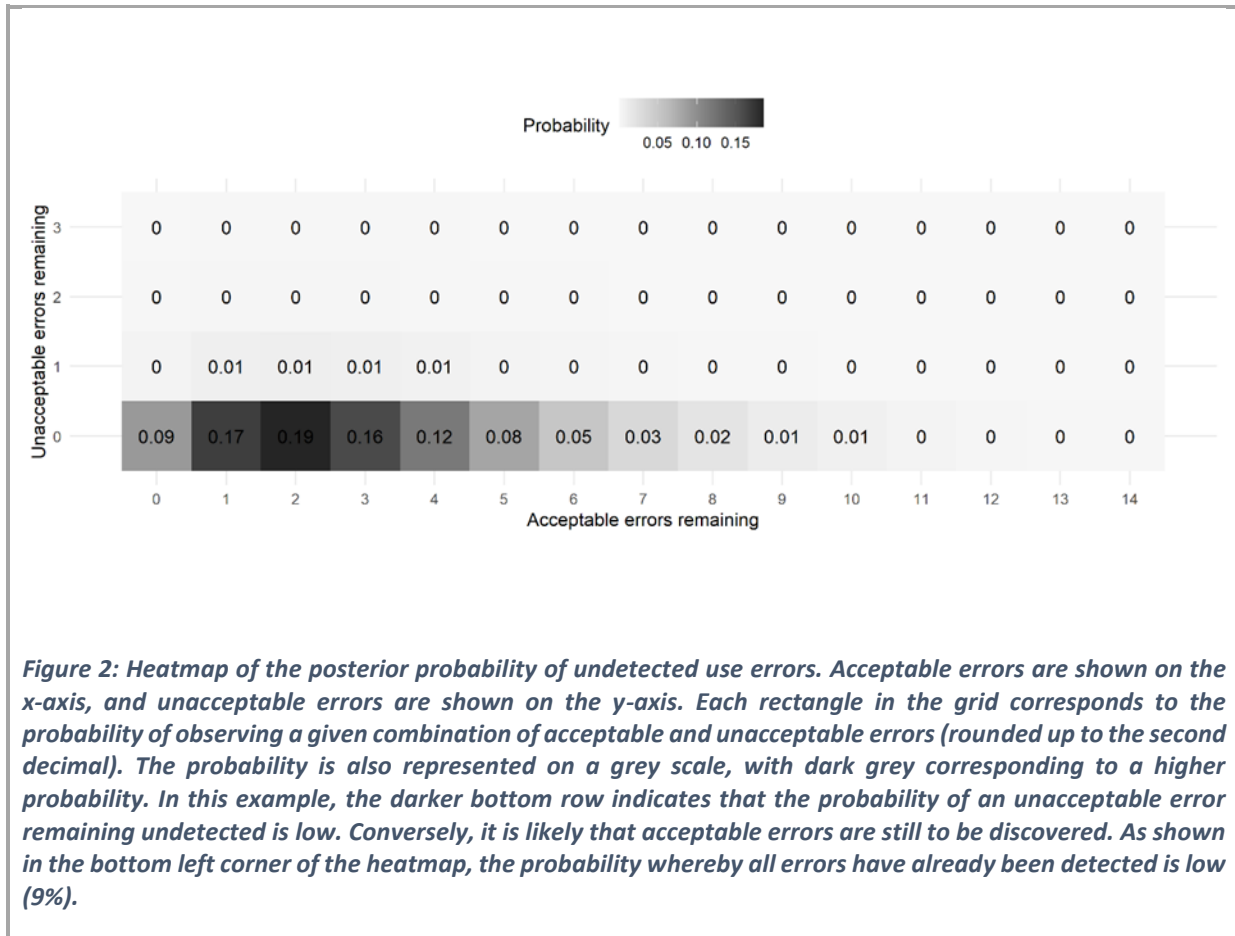 Probability
0.05 0.10 0.15
Unacceptable errors remaining
3 0 0 0 0 0 0 0 0 0 0 0 0 0 0 0
2 0 0 0 0 0 0 0 0 0 0 0 0 0 0 0
1 0 0.01 0.01 0.01 0.01 0 0 0 0 0 0 0 0 0 0
0 0.09 0.17 0.19 0.16 0.12 0.08 0.05 0.03 0.02 0.01 0.01 0 0 0 0
0 1 2 3 4 5 6 7 8 9 10 11 12 13 14
Acceptable errors remaining
Figure 2: Heatmap of the posterior probability of undetected use errors. Acceptable errors are shown on the
x-axis, and unacceptable errors are shown on the y-axis. Each rectangle in the grid corresponds to the
probability of observing a given combination of acceptable and unacceptable errors (rounded up to the second
decimal). The probability is also represented on a grey scale, with dark grey corresponding to a higher
probability. In this example, the darker bottom row indicates that the probability of an unacceptable error
remaining undetected is low. Conversely, it is likely that acceptable errors are still to be discovered. As shown
in the bottom left corner of the heatmap, the probability whereby all errors have already been detected is low
(9%).